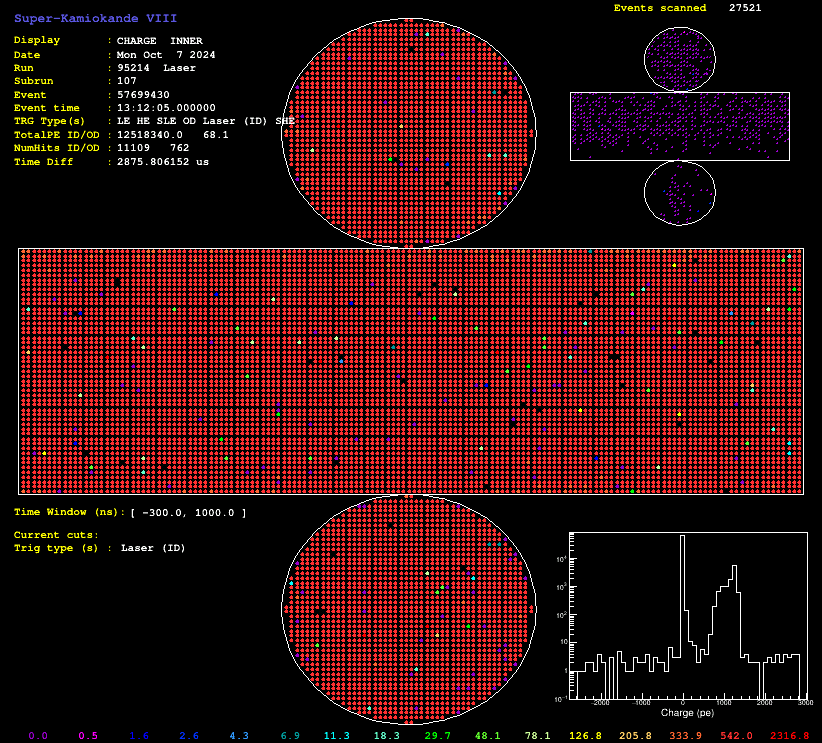 Super-Kamiokande VIII
Events scanned 27521
Display : CHARGE INNER
Date : Mon Oct 7 2024
Run : 95214 Laser
Subrun : 107
Event : 57699430
Event time : 13:12:05.000000
TRG Type(s) : LE HE SLE OD Laser (ID) SHE
TotalPE ID/OD : 12518340.0 68.1
NumHits ID/OD : 11109 762
Time Diff : 2875.806152 us
Time Window (ns): [ -300.0, 1000.0 ]
Current cuts:
Trig type (s) : Laser (ID)
10^4
10^3
10^2
10
1
10^-1
-2000 -1000 0 1000 2000 3000
Charge (pe)
0.0 0.5 1.6 2.6 4.3 6.9 11.3 18.3 29.7 48.1 78.1 126.8 205.8 333.9 542.0 2316.8